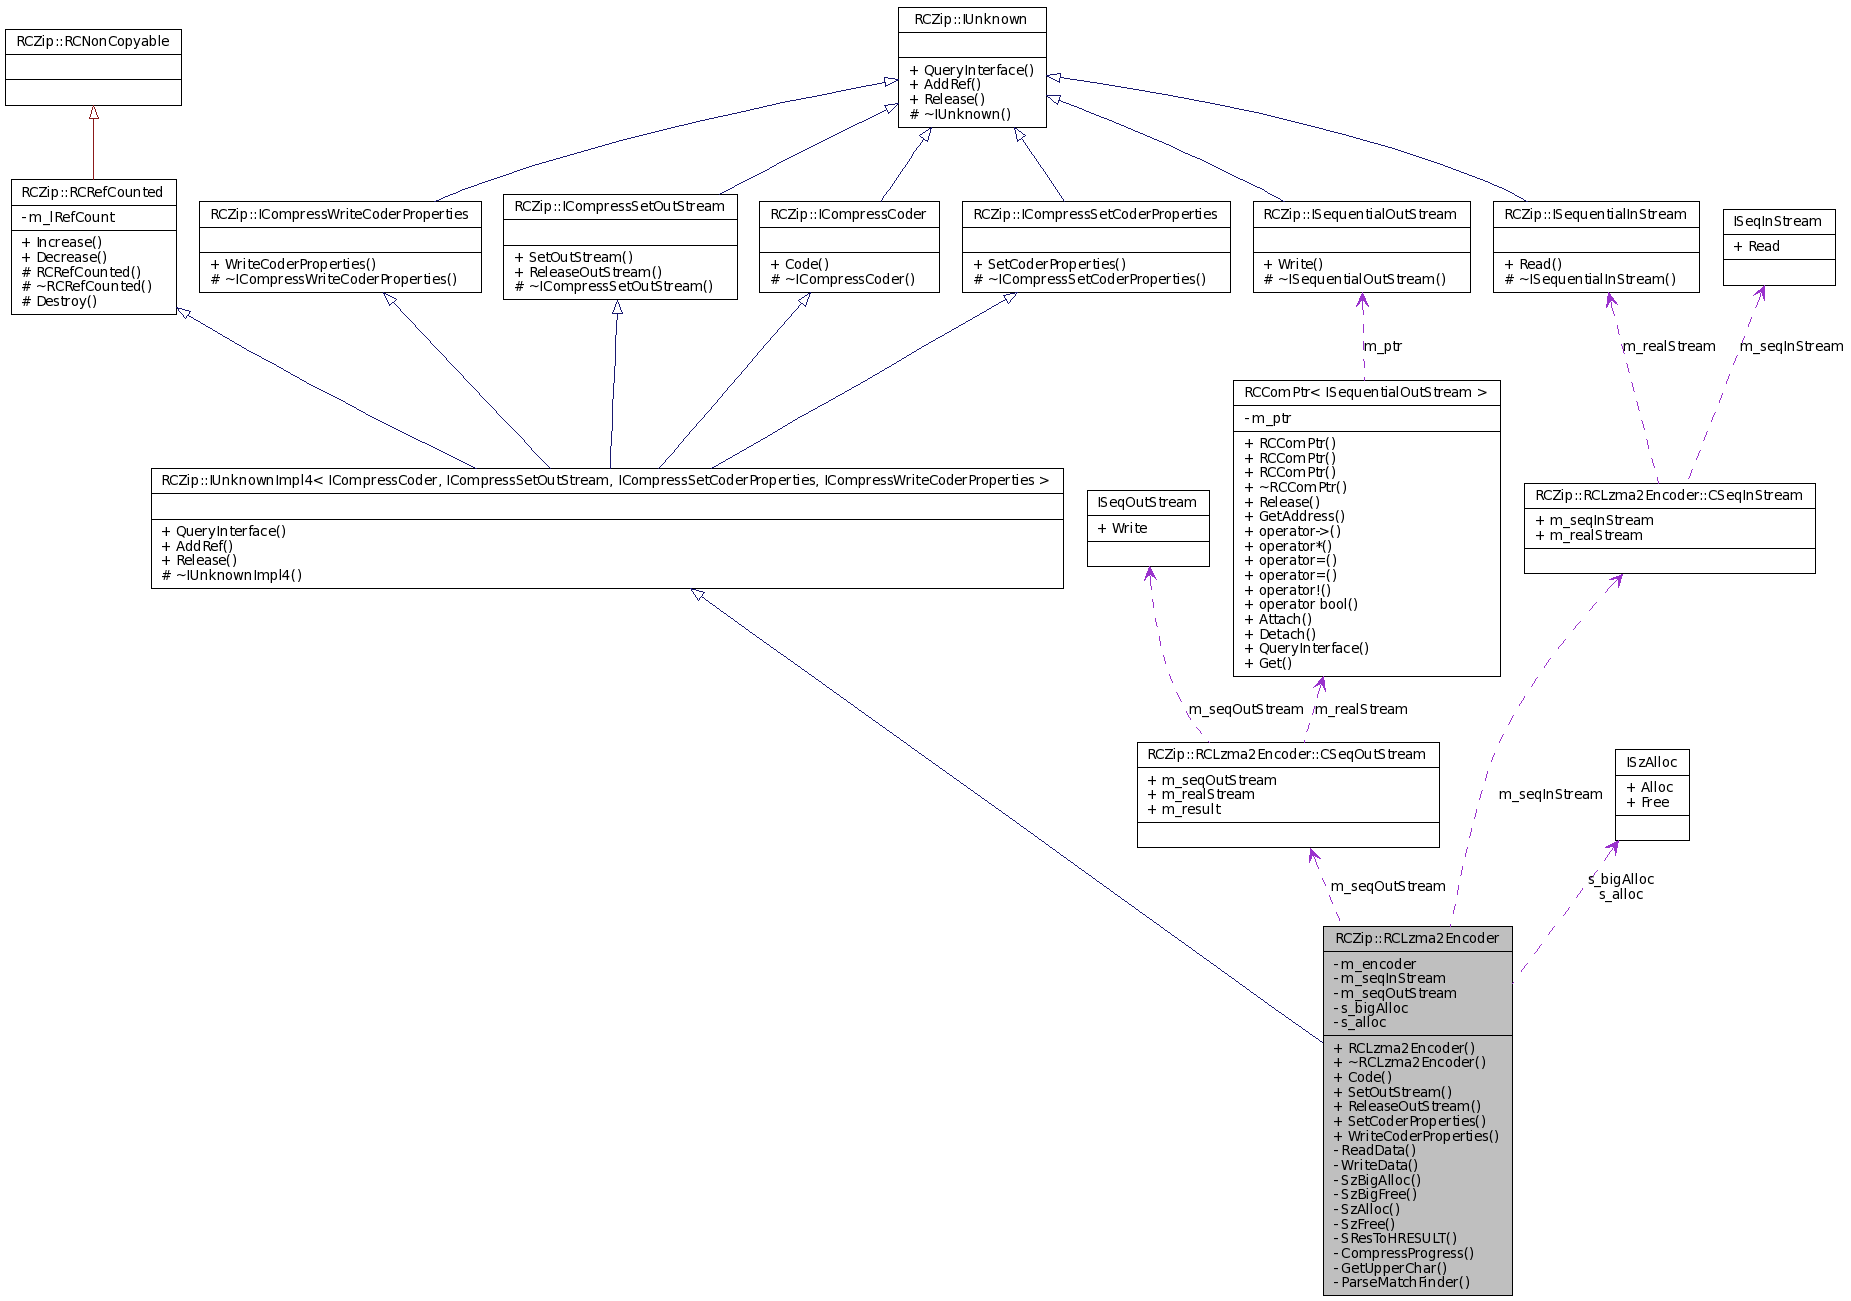 RCZip::IUnknown
+ QueryInterface()
+ AddRef()
+ Release()
# ~IUnknown()
RCZip::RCNonCopyable
RCZip::RCRefCounted
- m_lRefCount
+ Increase()
+ Decrease()
# RCRefCounted()
# ~RCRefCounted()
# Destroy()
RCZip::ICompressWriteCoderProperties
+ WriteCoderProperties()
# ~ICompressWriteCoderProperties()
RCZip::ICompressSetOutStream
+ SetOutStream()
+ ReleaseOutStream()
# ~ICompressSetOutStream()
RCZip::ICompressCoder
+ Code()
# ~ICompressCoder()
RCZip::ICompressSetCoderProperties
+ SetCoderProperties()
# ~ICompressSetCoderProperties()
RCZip::ISequentialOutStream
+ Write()
# ~ISequentialOutStream()
RCZip::ISequentialInStream
+ Read()
# ~ISequentialInStream()
ISeqInStream
+ Read
m_ptr
m_realStream
m_seqInStream
RCComPtr< ISequentialOutStream >
- m_ptr
+ RCComPtr()
+ RCComPtr()
+ RCComPtr()
+ ~RCComPtr()
+ Release()
+ GetAddress()
+ operator->()
+ operator*()
+ operator=()
+ operator=()
+ operator!()
+ operator bool()
+ Attach()
+ Detach()
+ QueryInterface()
+ Get()
RCZip::IUnknownImpl4< ICompressCoder, ICompressSetOutStream, ICompressSetCoderProperties, ICompressWriteCoderProperties >
+ QueryInterface()
+ AddRef()
+ Release()
# ~IUnknownImpl4()
ISeqOutStream
+ Write
RCZip::RCLzma2Encoder::CSeqInStream
+ m_seqInStream
+ m_realStream
m_seqOutStream
m_realStream
RCZip::RCLzma2Encoder::CSeqOutStream
+ m_seqOutStream
+ m_realStream
+ m_result
m_seqInStream
ISzAlloc
+ Alloc
+ Free
m_seqOutStream
s_bigAlloc
s_alloc
RCZip::RCLzma2Encoder
- m_encoder
- m_seqInStream
- m_seqOutStream
- s_bigAlloc
- s_alloc
+ RCLzma2Encoder()
+ ~RCLzma2Encoder()
+ Code()
+ SetOutStream()
+ ReleaseOutStream()
+ SetCoderProperties()
+ WriteCoderProperties()
- ReadData()
- WriteData()
- SzBigAlloc()
- SzBigFree()
- SzAlloc()
- SzFree()
- SResToHRESULT()
- CompressProgress()
- GetUpperChar()
- ParseMatchFinder()